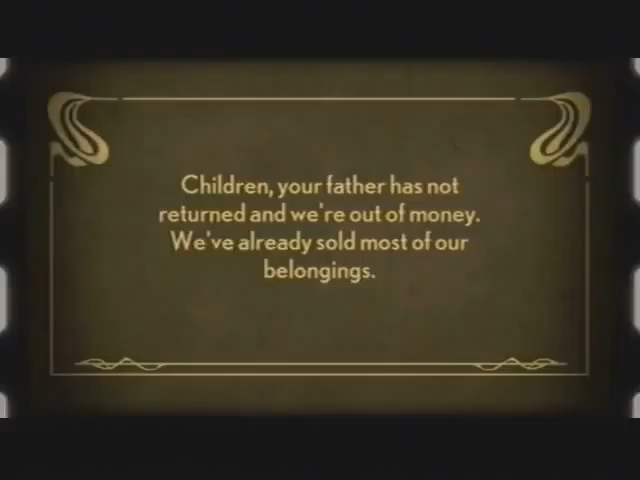 Children, your father has not
returned and we're out of money.
We've already sold most of our
belongings.